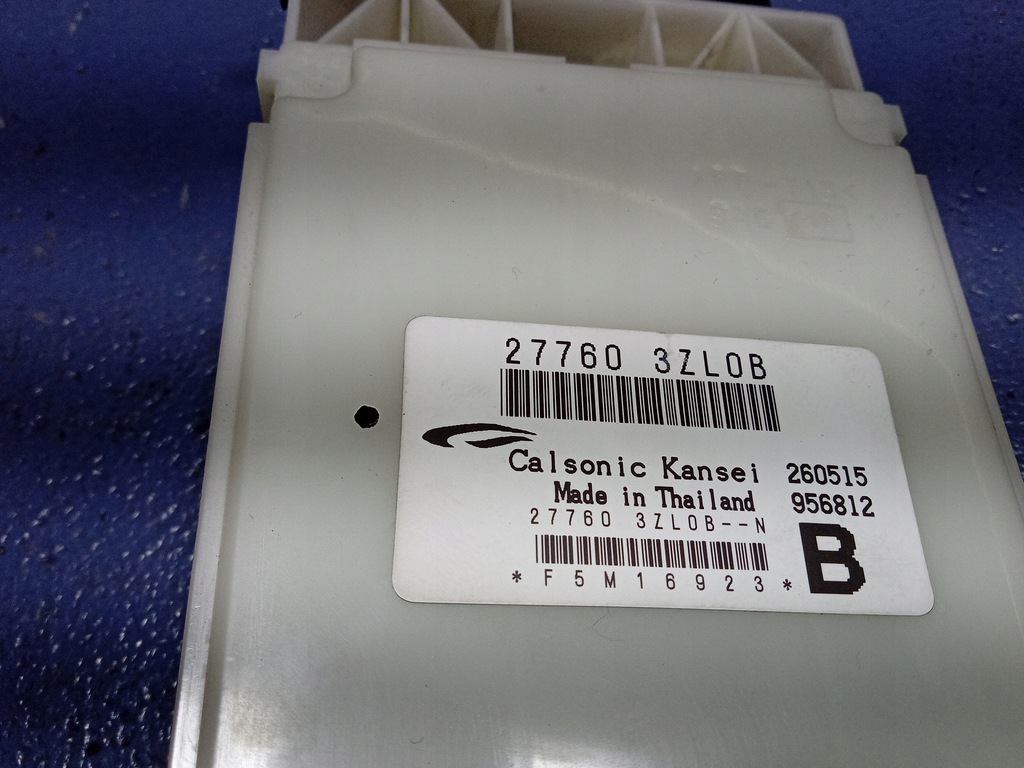 27760 3ZL0B
Calsonic Kansei 260515
Made in Thailand 956812
27760 3ZL0B--N
B
*F5M16923*